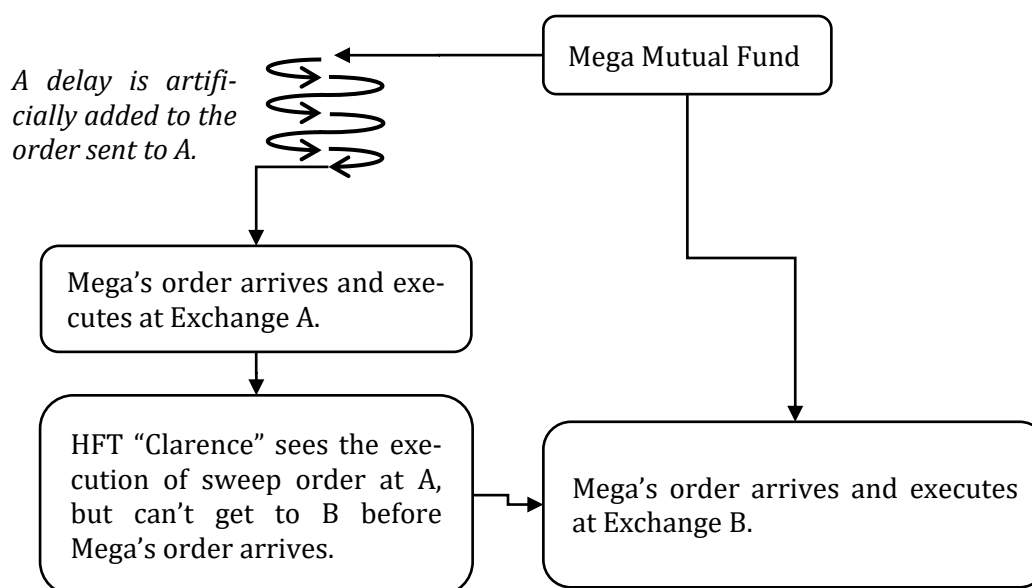 Mega Mutual Fund
A delay is artifi-
cially added to the
order sent to A.
Mega’s order arrives and exe-
cutes at Exchange A.
HFT “Clarence” sees the exe-
cution of sweep order at A,
but can't get to B before
Mega’s order arrives.
Mega’s order arrives and executes
at Exchange B.